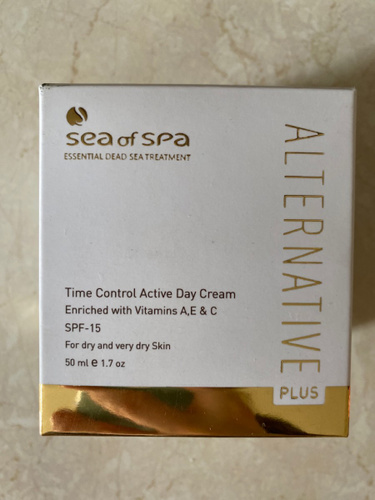 sea of spa
ESSENTIAL DEAD SEA TREATMENT
ALTERNATIVE
PLUS
Time Control Active Day Cream
Enriched with Vitamins A,E & C
SPF-15
For dry and very dry Skin
50 ml e 1.7 oz